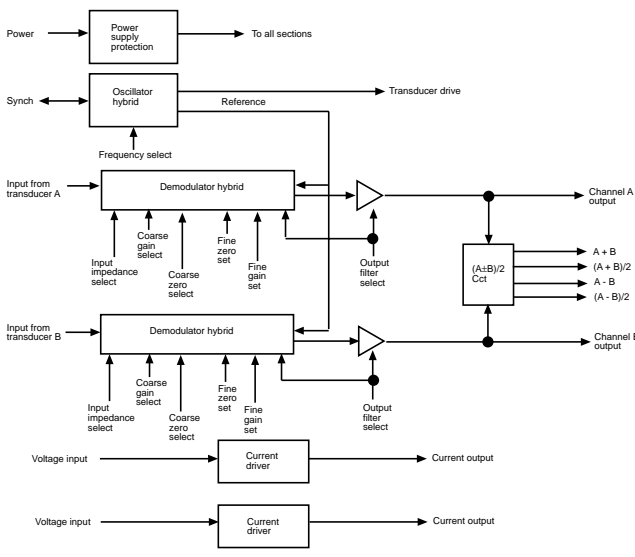 Power
Power
supply
protection
To all sections
Synch
Oscillator
hybrid
Transducer drive
Reference
Frequency select
Input from
transducer A
Demodulator hybrid
Channel A
output
Input
impedance
select
Coarse
gain
select
Coarse
zero
select
Fine
zero
set
Fine
gain
set
Output
filter
select
(A±B)/2
Cct
A + B
(A + B)/2
A - B
(A - B)/2
Input from
transducer B
Demodulator hybrid
Channel B
output
Input
impedance
select
Coarse
gain
select
Coarse
zero
select
Fine
zero
set
Fine
gain
set
Output
filter
select
Voltage input
Current
driver
Current output
Voltage input
Current
driver
Current output